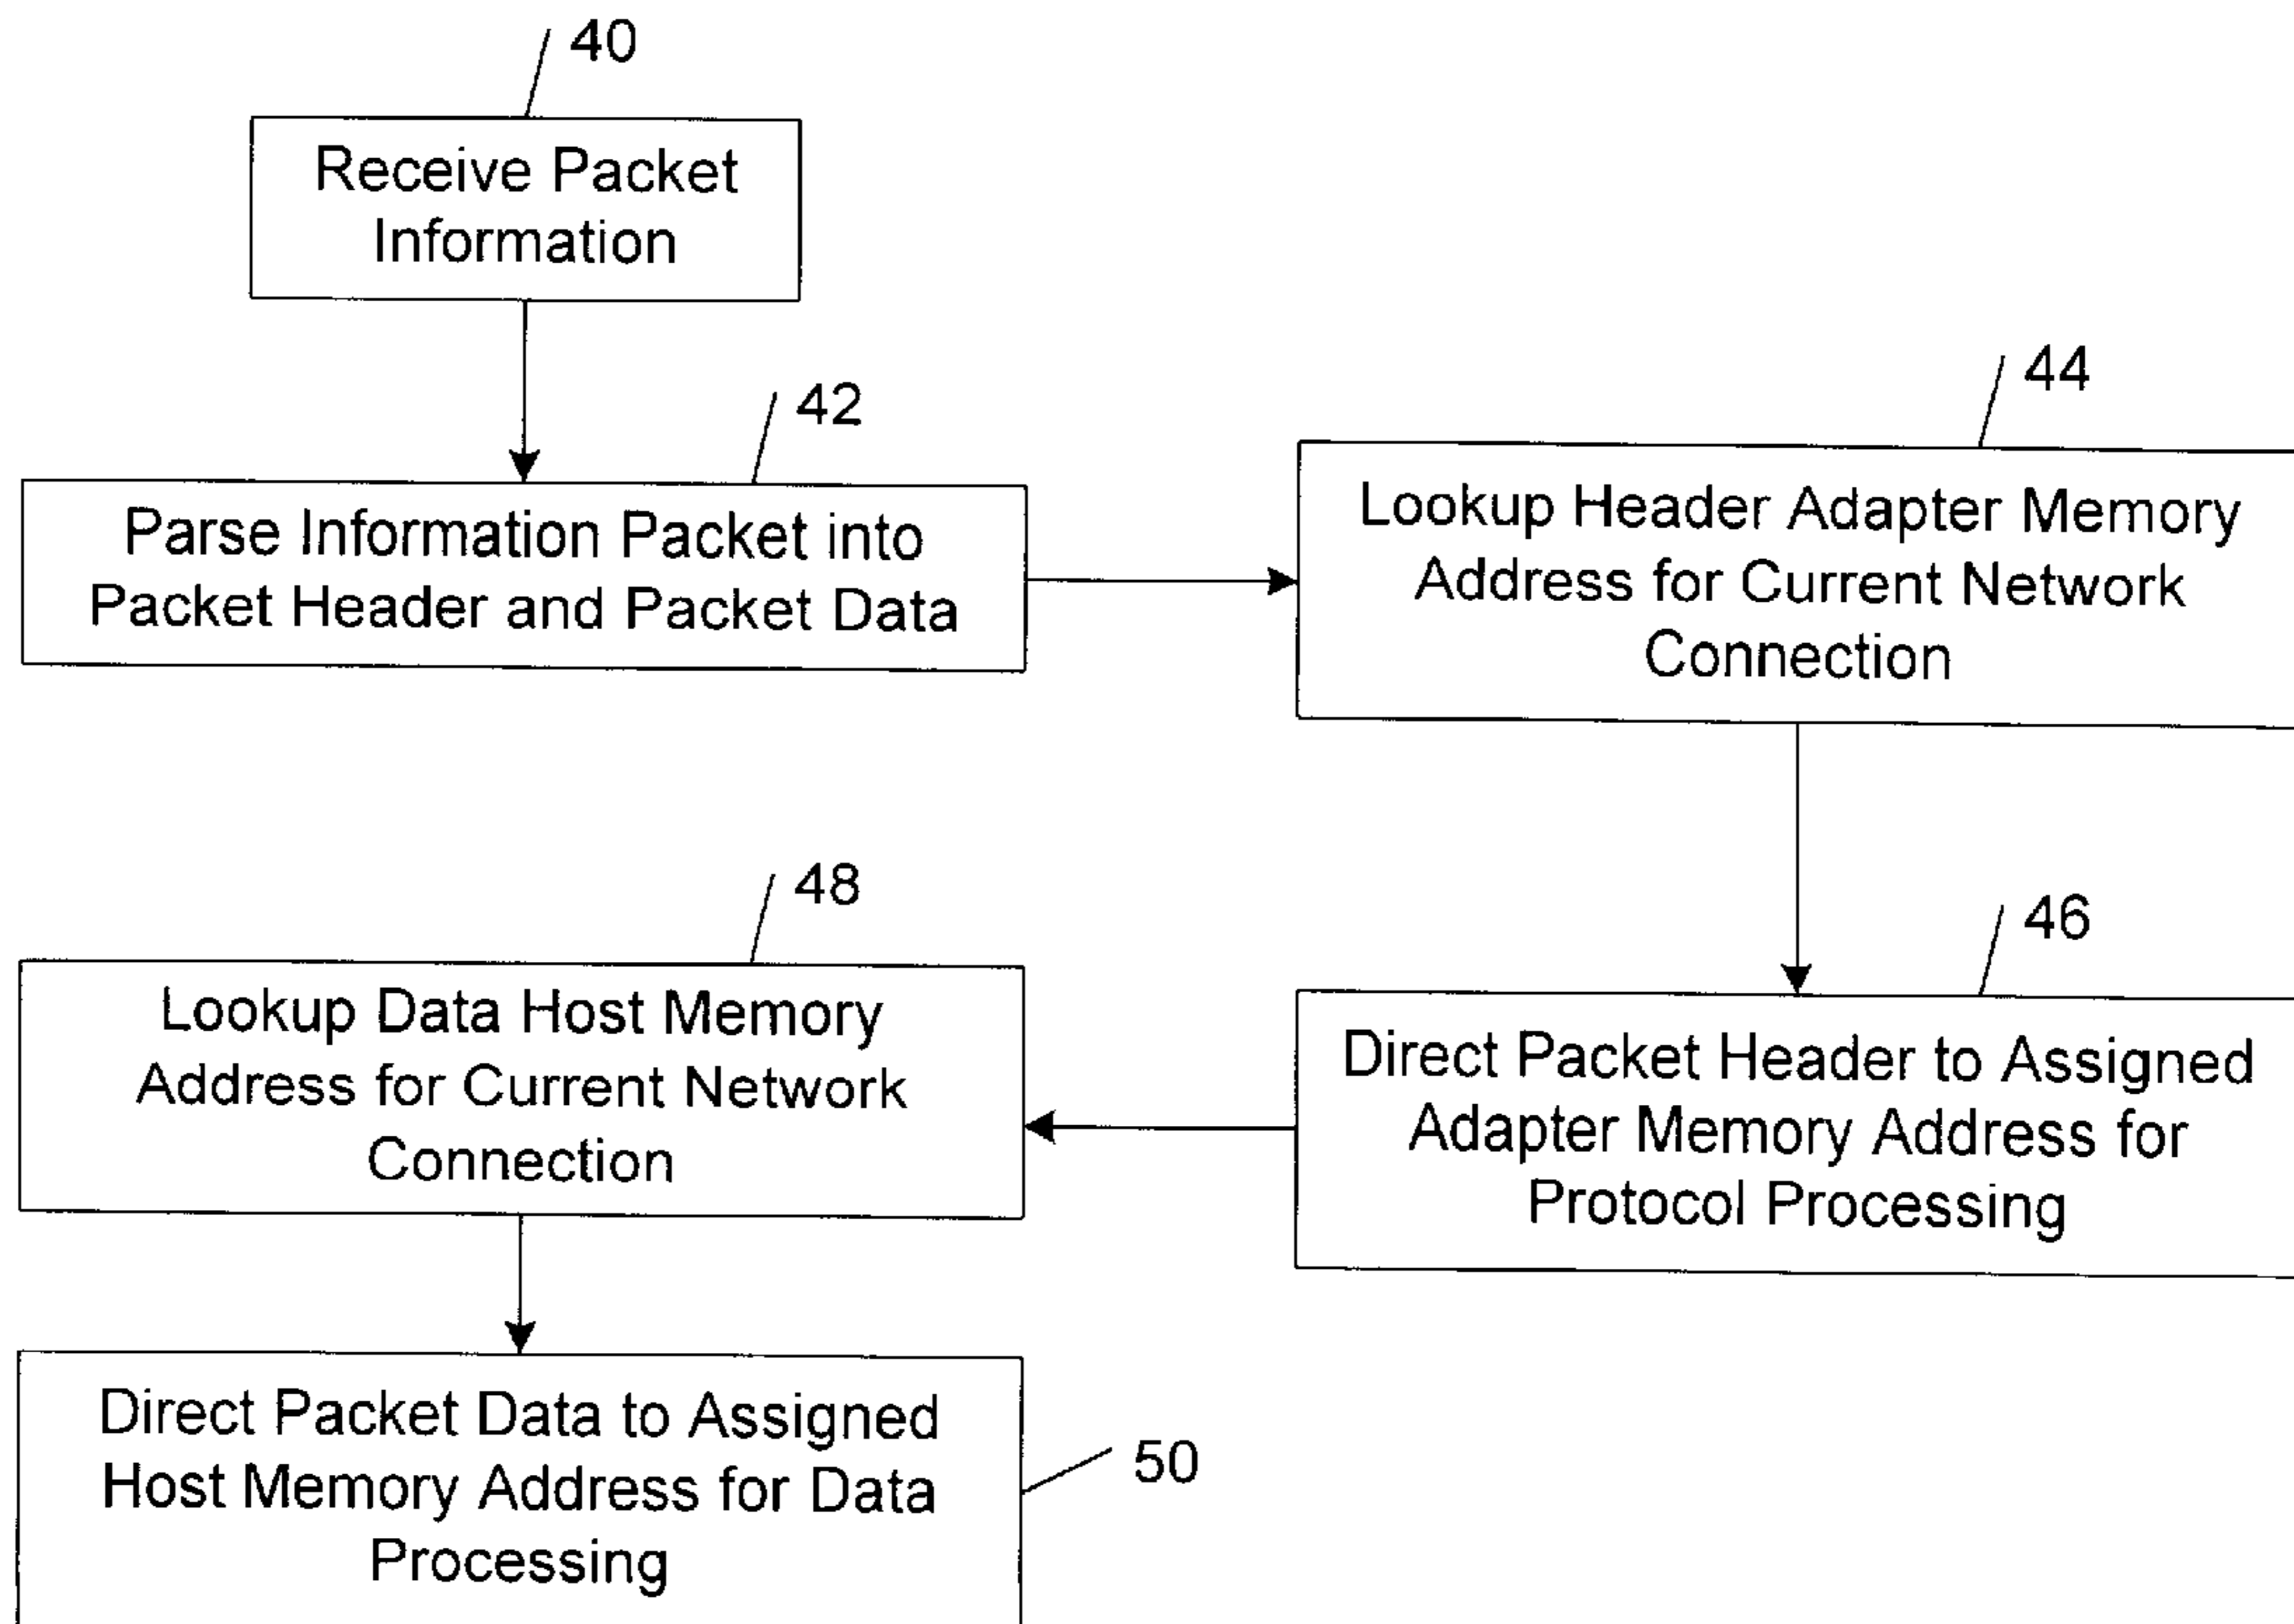 40
Receive Packet
Information
42
Parse Information Packet into
Packet Header and Packet Data
44
Lookup Header Adapter Memory
Address for Current Network
Connection
46
Direct Packet Header to Assigned
Adapter Memory Address for
Protocol Processing
48
Lookup Data Host Memory
Address for Current Network
Connection
Direct Packet Data to Assigned
Host Memory Address for Data
Processing
50